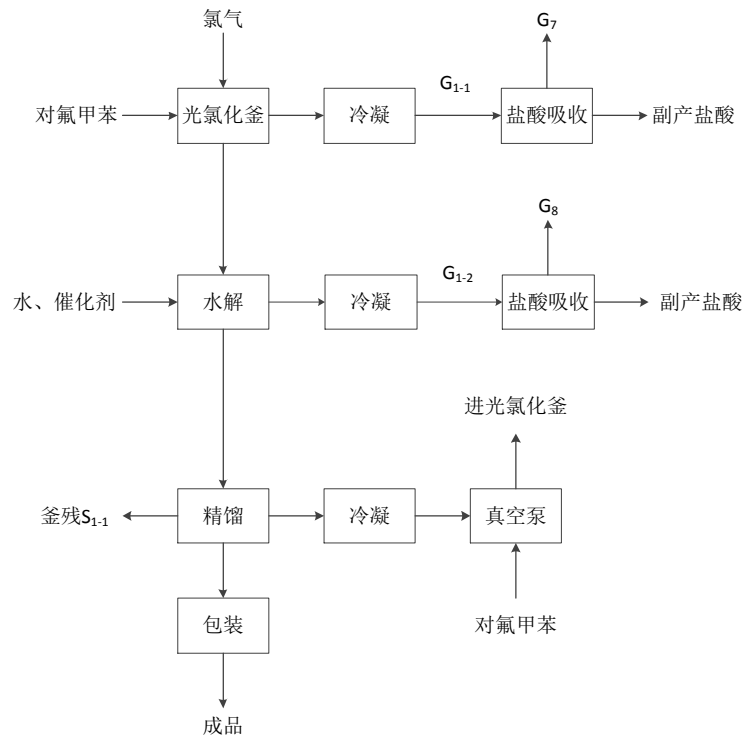 氯气
G7
对氟甲苯
光氯化釜
冷凝
G1-1
盐酸吸收
副产盐酸
G8
水、催化剂
水解
冷凝
G1-2
盐酸吸收
副产盐酸
进光氯化釜
釜残S1-1
精馏
冷凝
真空泵
包装
对氟甲苯
成品